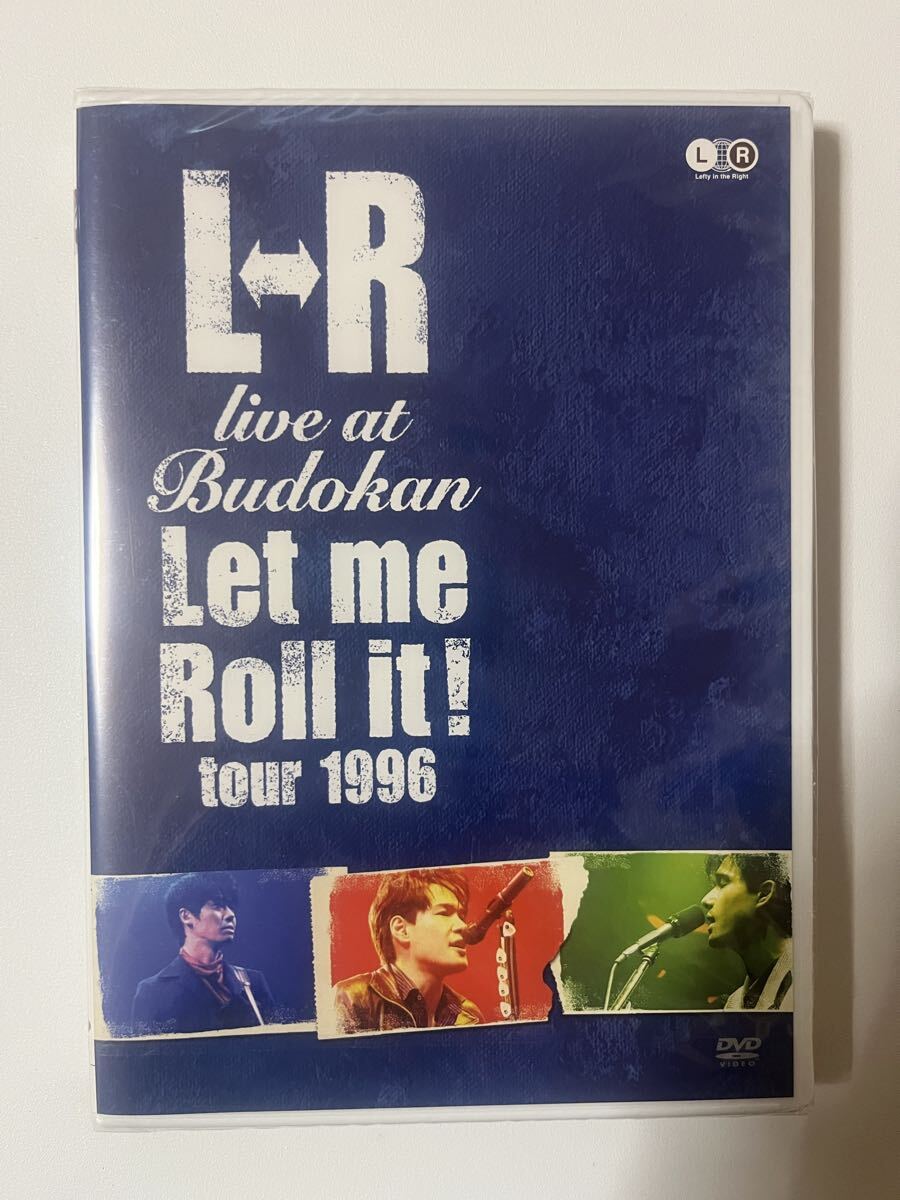 L R
Lefty in the Right
L↔R
live at
Budokan
Let me
Roll it!
tour 1996
DVD
VIDEO